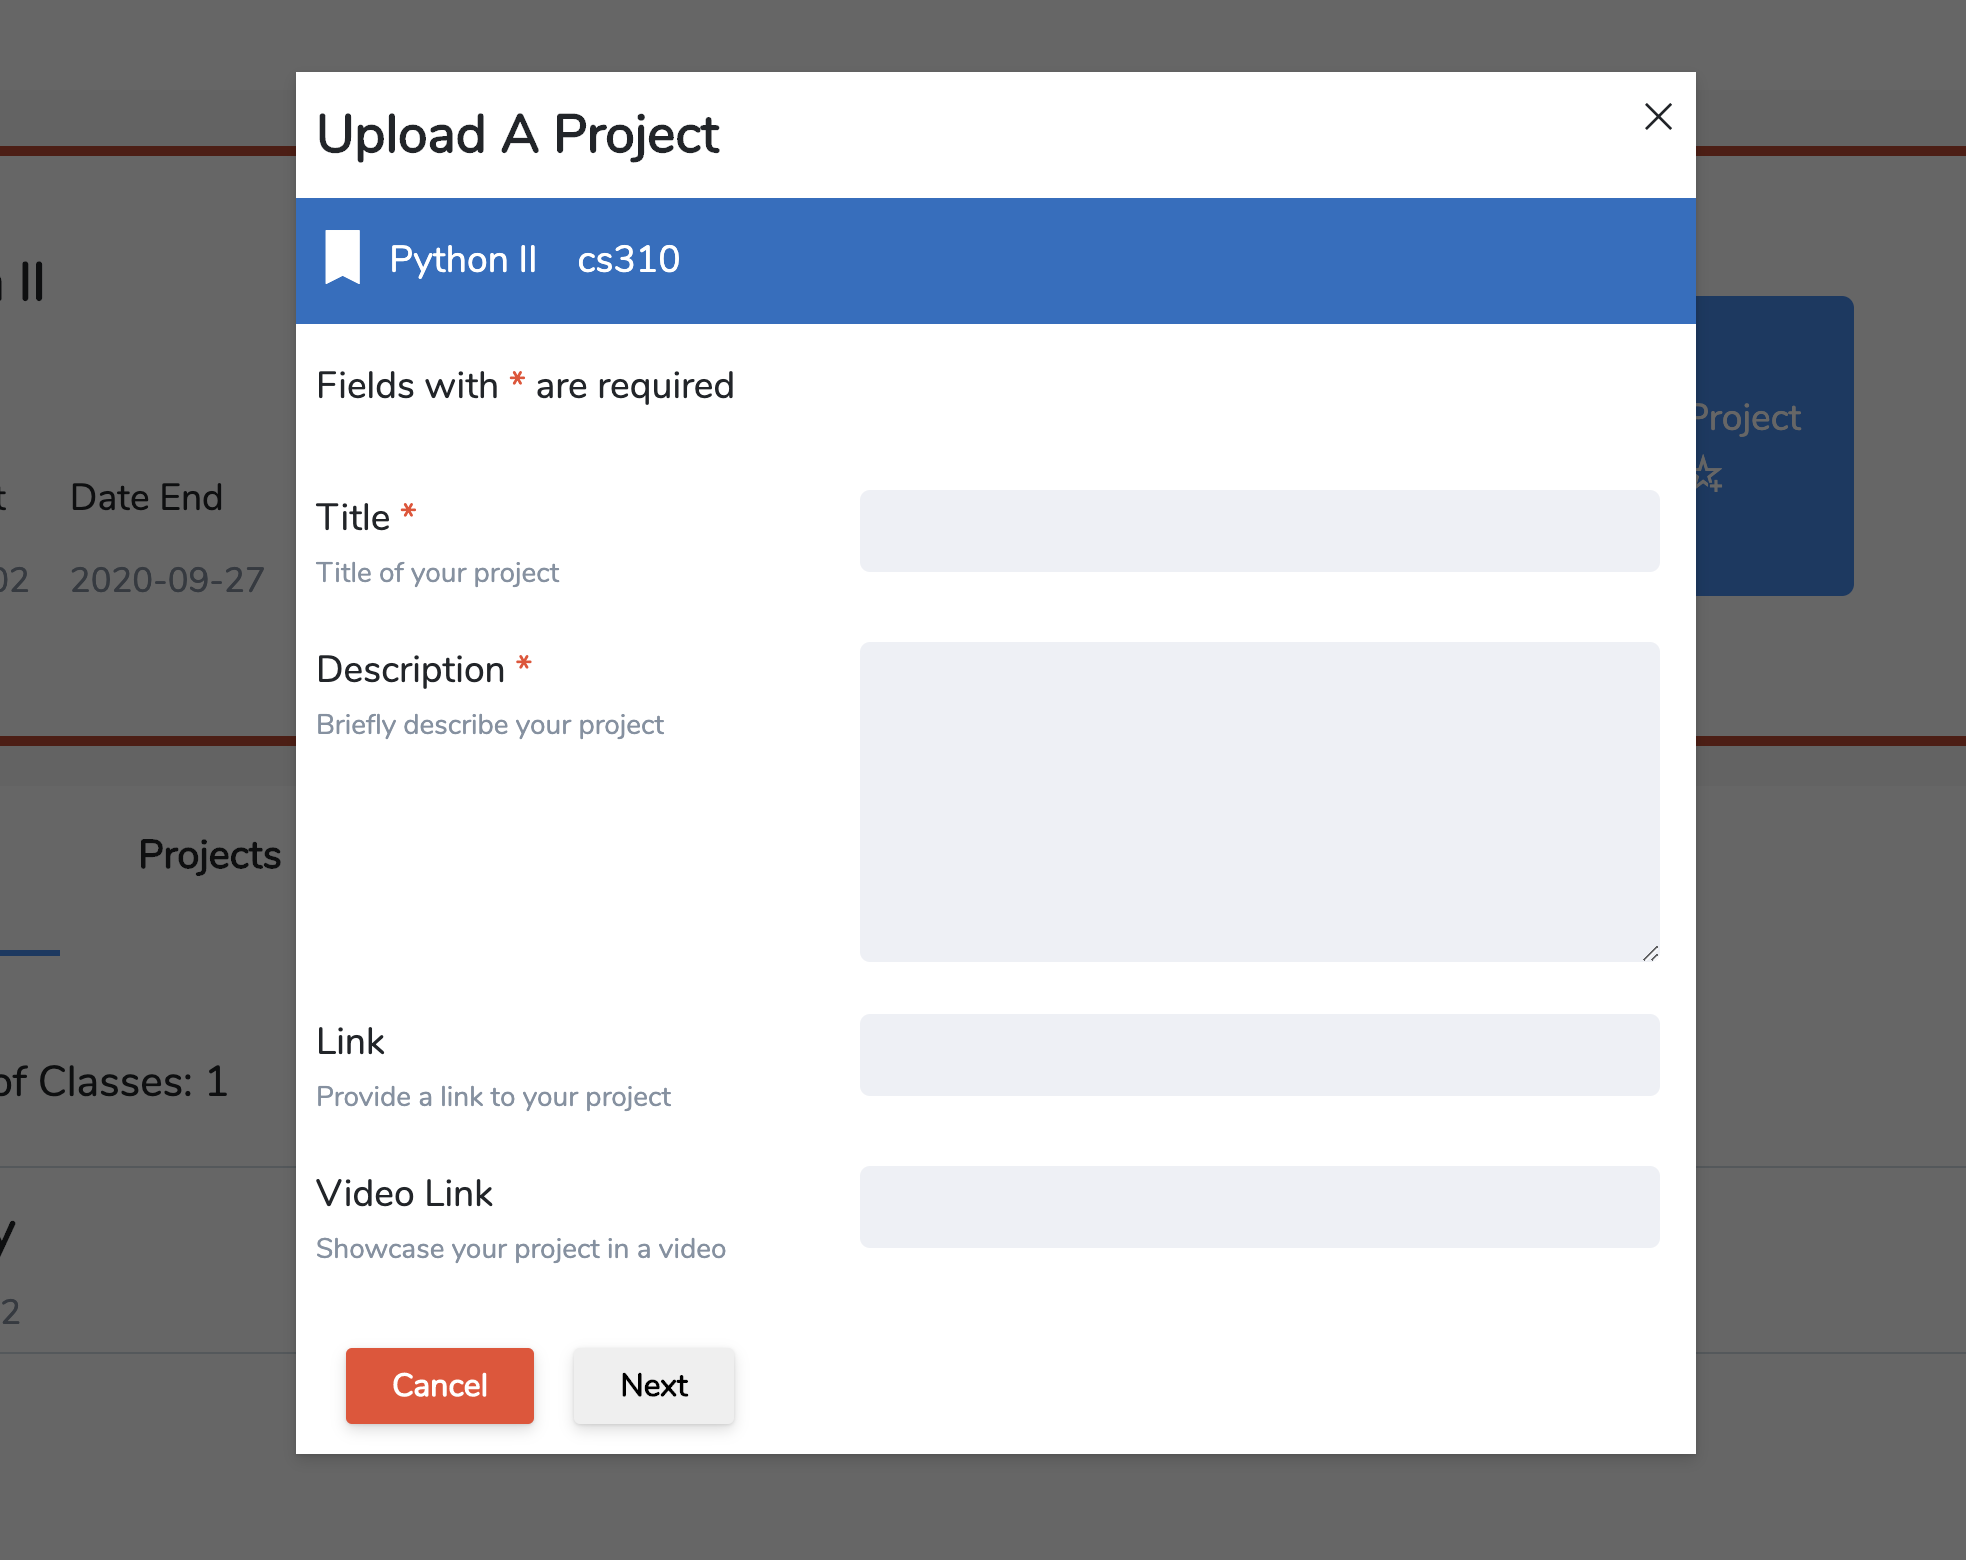 Upload A Project
Python II cs310
II
Project
Fields with * are required
Date End
2020-09-27
Title *
Title of your project
Description *
Briefly describe your project
Projects
Link
Provide a link to your project
of Classes: 1
Video Link
Showcase your project in a video
Cancel
Next